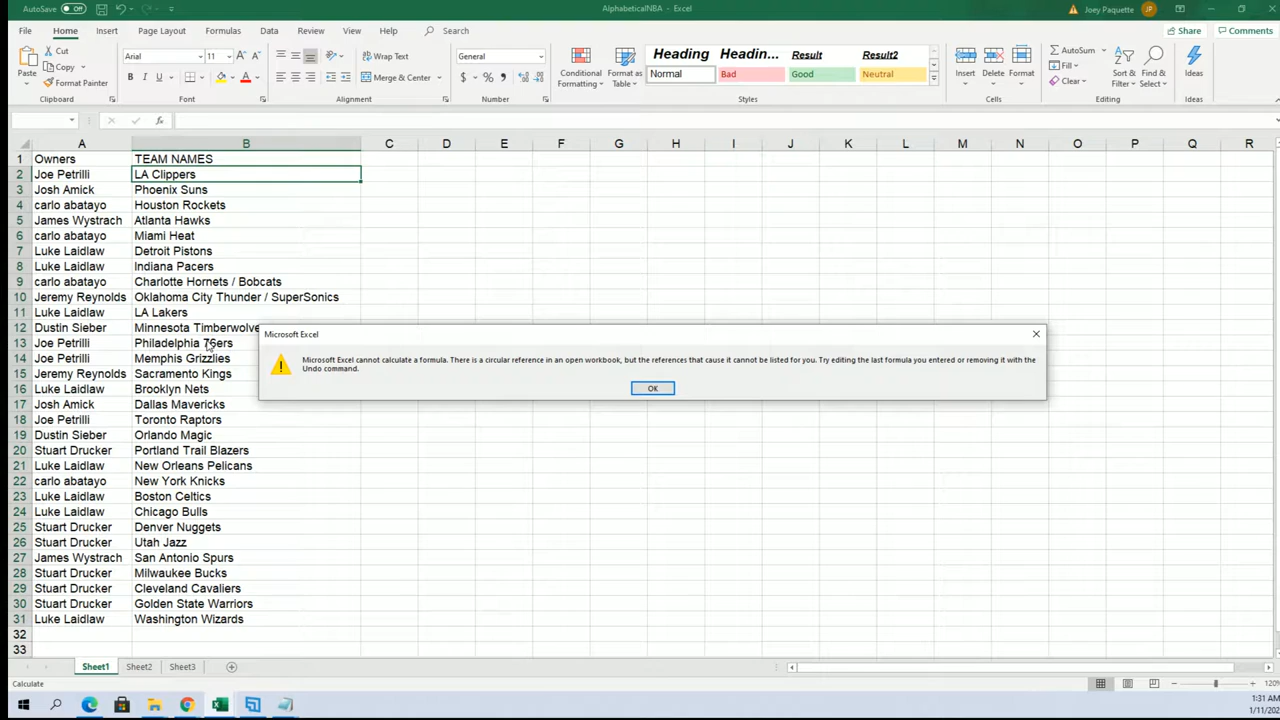 AutoSave Off AlphabeticalNBA - Excel Joey Paquette JP
File Home Insert Page Layout Formulas Data Review View Help Search Share Comments
Paste Cut Copy Format Painter Clipboard
Arial 11 A A B I U A Font
Wrap Text Merge & Center Alignment
General $ % 9 Number
Conditional Formatting Format as Table
Heading Headin... Result Result2
Normal Bad Good Neutral
Styles
Insert Delete Format Cells
AutoSum Fill Clear Sort & Filter Find & Select Editing
Ideas Ideas
fx
A B C D E F G H I J K L M N O P Q R
1 Owners TEAM NAMES
2 Joe Petrilli LA Clippers
3 Josh Amick Phoenix Suns
4 carlo abatayo Houston Rockets
5 James Wystrach Atlanta Hawks
6 carlo abatayo Miami Heat
7 Luke Laidlaw Detroit Pistons
8 Luke Laidlaw Indiana Pacers
9 carlo abatayo Charlotte Hornets / Bobcats
10 Jeremy Reynolds Oklahoma City Thunder / SuperSonics
11 Luke Laidlaw LA Lakers
12 Dustin Sieber Minnesota Timberwolve
13 Joe Petrilli Philadelphia 76ers
14 Joe Petrilli Memphis Grizzlies
15 Jeremy Reynolds Sacramento Kings
16 Luke Laidlaw Brooklyn Nets
17 Josh Amick Dallas Mavericks
18 Joe Petrilli Toronto Raptors
19 Dustin Sieber Orlando Magic
20 Stuart Drucker Portland Trail Blazers
21 Luke Laidlaw New Orleans Pelicans
22 carlo abatayo New York Knicks
23 Luke Laidlaw Boston Celtics
24 Luke Laidlaw Chicago Bulls
25 Stuart Drucker Denver Nuggets
26 Stuart Drucker Utah Jazz
27 James Wystrach San Antonio Spurs
28 Stuart Drucker Milwaukee Bucks
29 Stuart Drucker Cleveland Cavaliers
30 Stuart Drucker Golden State Warriors
31 Luke Laidlaw Washington Wizards
32
33
Microsoft Excel
Microsoft Excel cannot calculate a formula. There is a circular reference in an open workbook, but the references that cause it cannot be listed for you. Try editing the last formula you entered or removing it with the
Undo command.
OK
Sheet1 Sheet2 Sheet3
Calculate 120%
1:31 AM
1/11/202